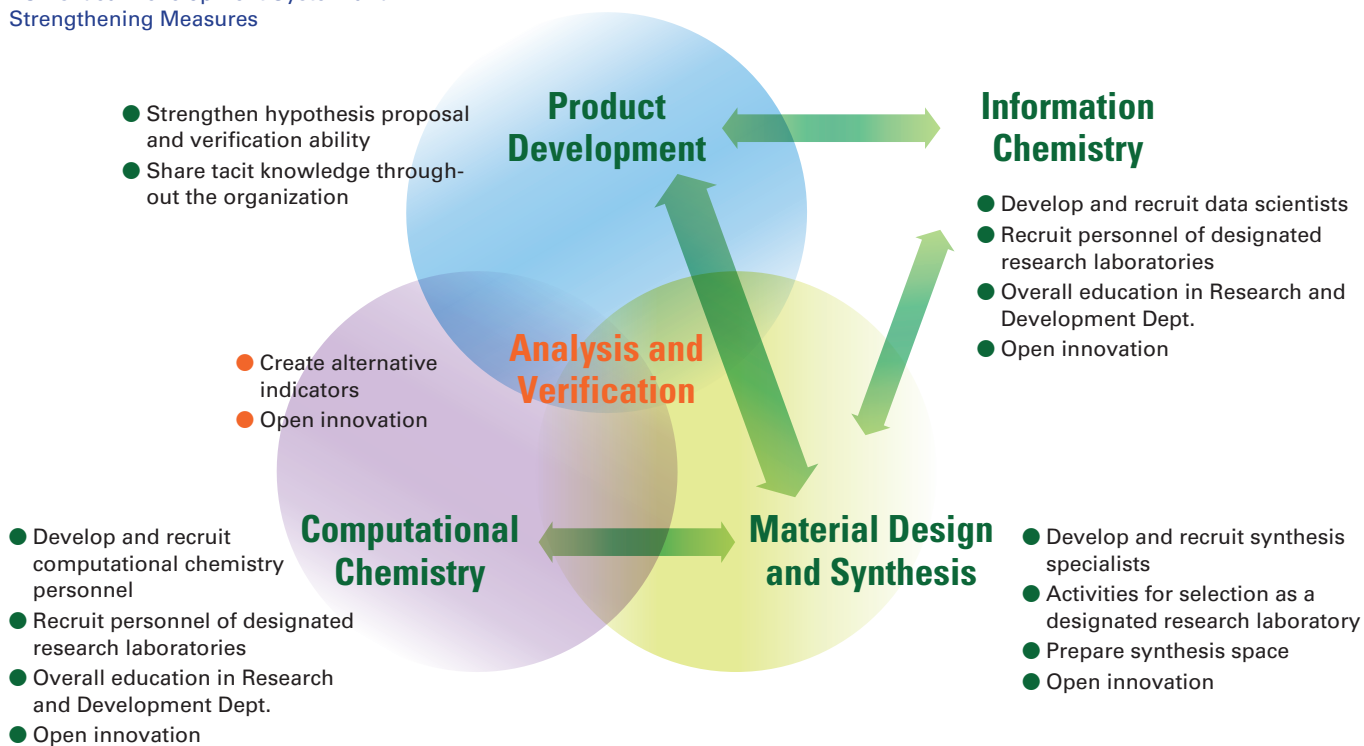 Strengthening Measures
● Strengthen hypothesis proposal
and verification ability
● Share tacit knowledge through-
out the organization
Product
Development
Information
Chemistry
● Develop and recruit data scientists
● Recruit personnel of designated
research laboratories
● Overall education in Research and
Development Dept.
● Open innovation
● Create alternative
indicators
● Open innovation
Analysis and
Verification
Computational
Chemistry
● Develop and recruit
computational chemistry
personnel
● Recruit personnel of designated
research laboratories
● Overall education in Research
and Development Dept.
● Open innovation
Material Design
and Synthesis
● Develop and recruit synthesis
specialists
● Activities for selection as a
designated research laboratory
● Prepare synthesis space
● Open innovation